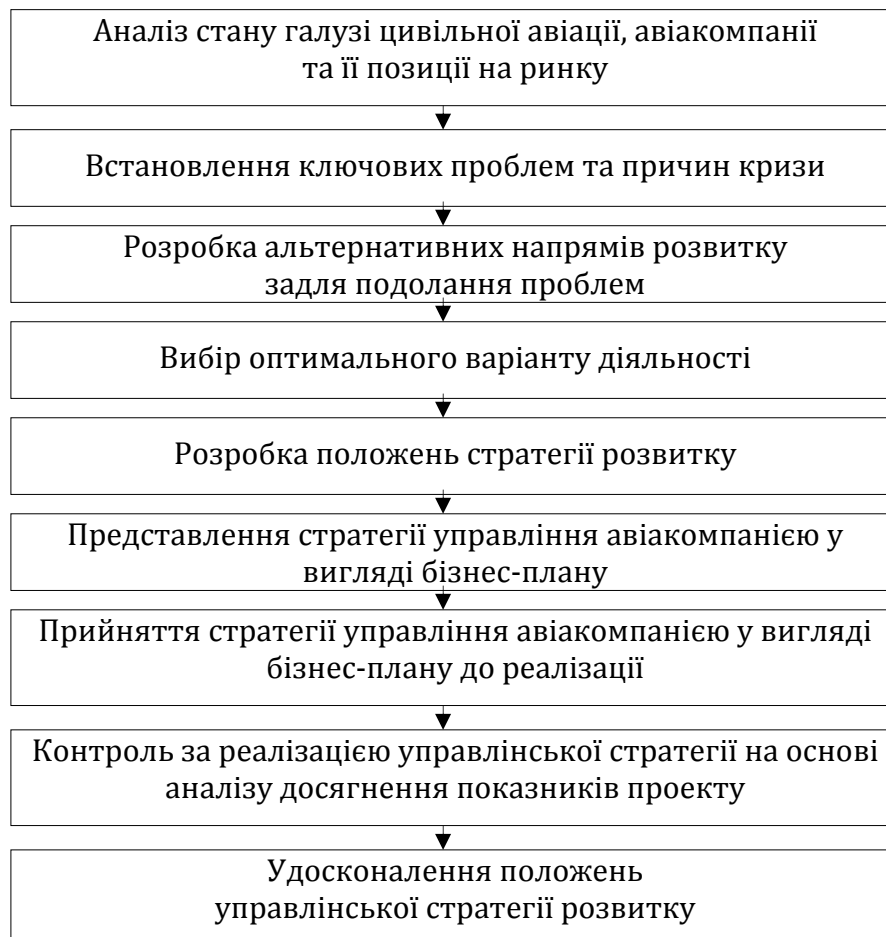 Аналіз стану галузі цивільної авіації, авіакомпанії
та її позиції на ринку
Встановлення ключових проблем та причин кризи
Розробка альтернативних напрямів розвитку
задля подолання проблем
Вибір оптимального варіанту діяльності
Розробка положень стратегії розвитку
Представлення стратегії управління авіакомпанією у
вигляді бізнес-плану
Прийняття стратегії управління авіакомпанією у вигляді
бізнес-плану до реалізації
Контроль за реалізацією управлінської стратегії на основі
аналізу досягнення показників проекту
Удосконалення положень
управлінської стратегії розвитку